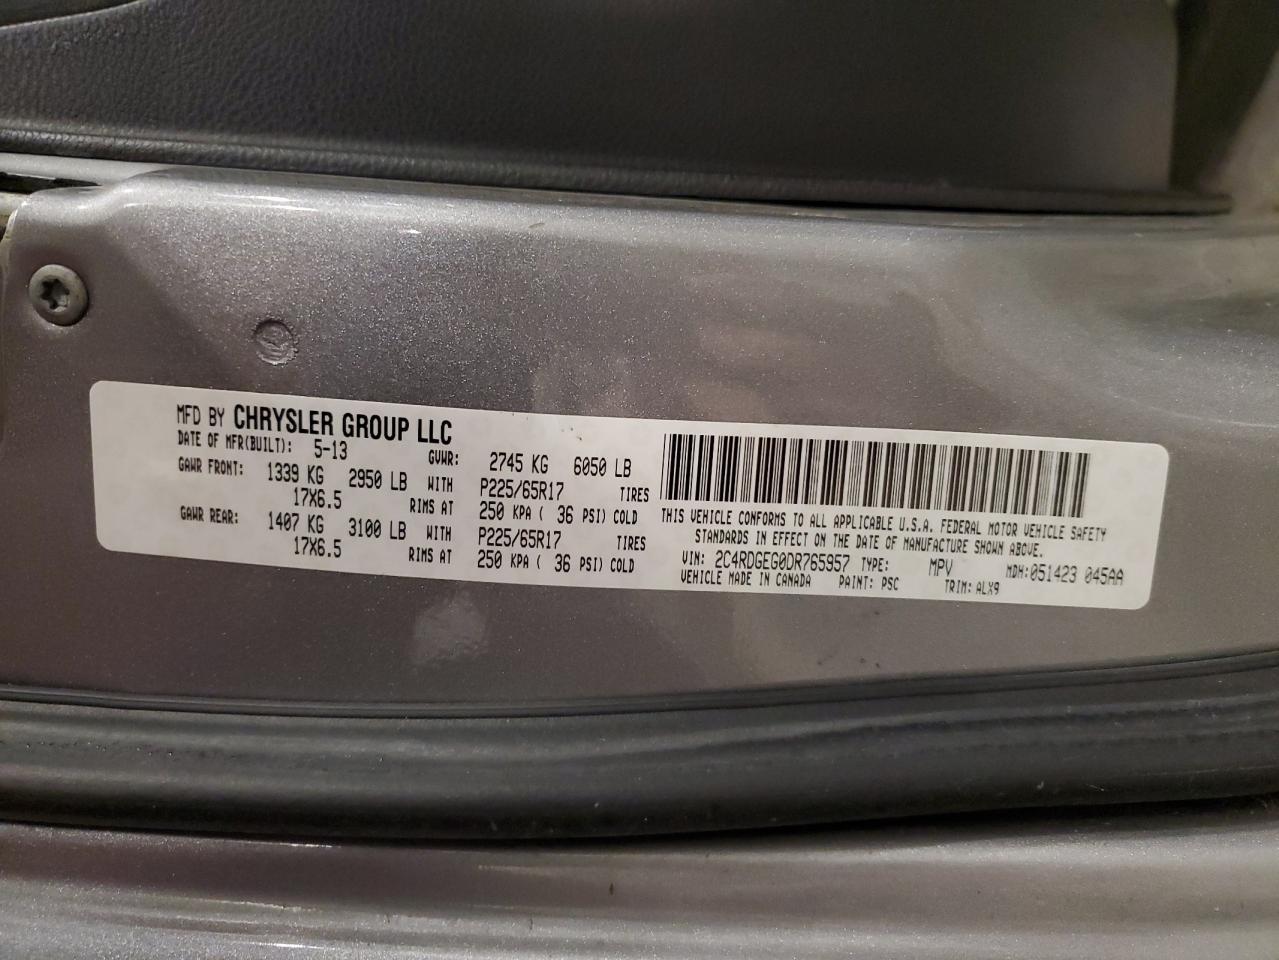 MFD BY CHRYSLER GROUP LLC
DATE OF MFR(BUILT): 5-13 GVWR: 2745 KG 6050 LB
GAWR FRONT: 1339 KG 2950 LB WITH P225/65R17 TIRES
17X6.5 RIMS AT 250 KPA ( 36 PSI) COLD
GAWR REAR: 1407 KG 3100 LB WITH P225/65R17 TIRES
17X6.5 RIMS AT 250 KPA ( 36 PSI) COLD
THIS VEHICLE CONFORMS TO ALL APPLICABLE U.S.A. FEDERAL MOTOR VEHICLE SAFETY
STANDARDS IN EFFECT ON THE DATE OF MANUFACTURE SHOWN ABOVE.
VIN: 2C4RDGEG0DR765957 TYPE: MPV MDH:051423 045AA
VEHICLE MADE IN CANADA PAINT: PSC TRIM: ALX9